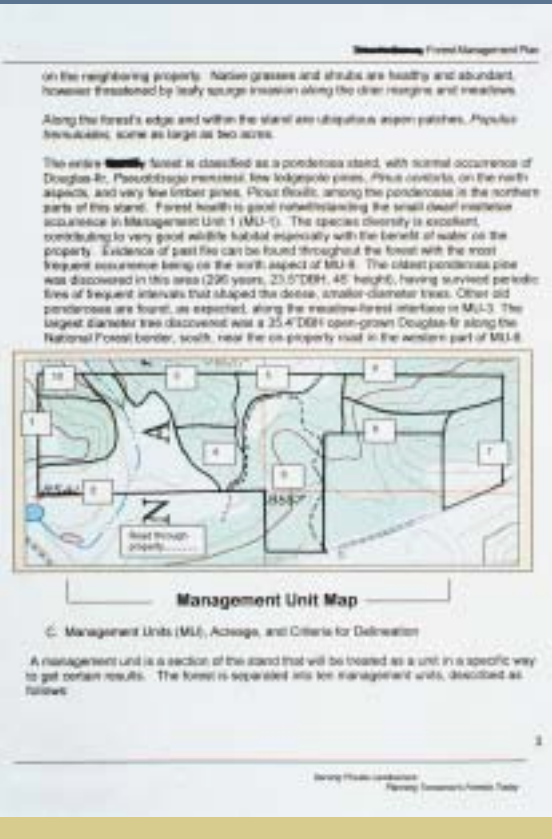 Forest Management Plan
on the neighboring property. Native grasses and shrubs are healthy and abundant,
however threatened by leafy spurge invasion along the drier margins and meadows.
Along the forest's edge and within the stand are ubiquitous aspen patches, Populus
tremuloides, some as large as two acres.
The entire forest is classified as a ponderosa stand, with normal occurrence of
Douglas-fir, Pseudotsuga menziesii, few lodgepole pines, Pinus contorta, on the north
aspects, and very few limber pines, Pinus flexilis, among the ponderosas in the northern
parts of this stand. Forest health is good notwithstanding the small dwarf mistletoe
occurrence in Management Unit 1 (MU-1). The species diversity is excellent,
contributing to very good wildlife habitat especially with the benefit of water on the
property. Evidence of past fire can be found throughout the forest with the most
frequent occurrence being on the north aspect of MU-9. The oldest ponderosa pine
was discovered in this area (296 years, 23.5"DBH, 48' height), having survived periodic
fires of frequent intervals that shaped the dense, smaller-diameter trees. Other old
ponderosas are found, as expected, along the meadow-forest interface in MU-3. The
largest diameter tree discovered was a 35.4"DBH open-grown Douglas-fir along the
National Forest border, south, near the on-property road in the western part of
10
3
5
1
4
7
2
8587
Road through
property
Management Unit Map
C. Management Units (MU), Acreage, and Criteria for Delineation
A management unit is a section of the stand that will be treated as a unit in a specific way
to get certain results. The forest is separated into ten management units, described as
follows:
Serving Private Landowners
Planning Tomorrow's Forests Today